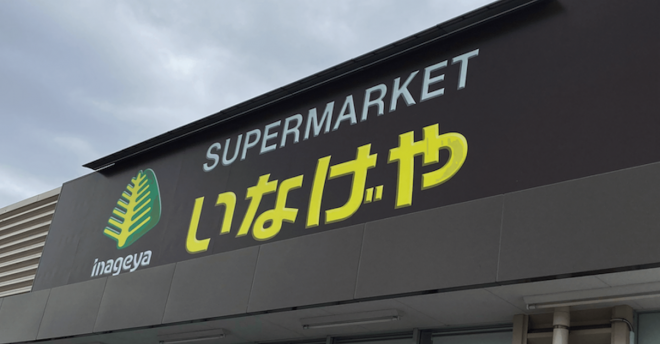 SUPERMARKET
いなげや
inageya